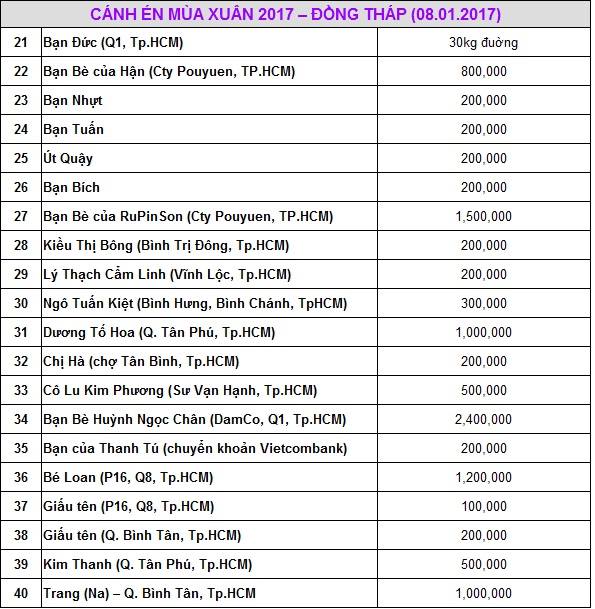 CÁNH ÉN MÙA XUÂN 2017 – ĐỒNG THÁP (08.01.2017)
21 Bạn Đức (Q1, Tp.HCM) 30kg đuờng
22 Bạn Bè của Hận (Cty Pouyuen, TP.HCM) 800,000
23 Bạn Nhựt 200,000
24 Bạn Tuấn 200,000
25 Út Quậy 200,000
26 Bạn Bích 200,000
27 Bạn Bè của RuPinSon (Cty Pouyuen, TP.HCM) 1,500,000
28 Kiều Thị Bông (Bình Trị Đông, Tp.HCM) 200,000
29 Lý Thạch Cẩm Linh (Vĩnh Lộc, Tp.HCM) 200,000
30 Ngô Tuấn Kiệt (Bình Hưng, Bình Chánh, TpHCM) 300,000
31 Dương Tố Hoa (Q. Tân Phú, Tp.HCM) 1,000,000
32 Chị Hà (chợ Tân Bình, Tp.HCM) 200,000
33 Cô Lu Kim Phương (Sư Vạn Hạnh, Tp.HCM) 500,000
34 Bạn Bè Huỳnh Ngọc Chân (DamCo, Q1, Tp.HCM) 2,400,000
35 Bạn của Thanh Tú (chuyển khoản Vietcombank) 200,000
36 Bé Loan (P16, Q8, Tp.HCM) 1,200,000
37 Giấu tên (P16, Q8, Tp.HCM) 100,000
38 Giấu tên (Q. Bình Tân, Tp.HCM) 200,000
39 Kim Thanh (Q. Tân Phú, Tp.HCM) 500,000
40 Trang (Na) – Q. Bình Tân, Tp.HCM 1,000,000